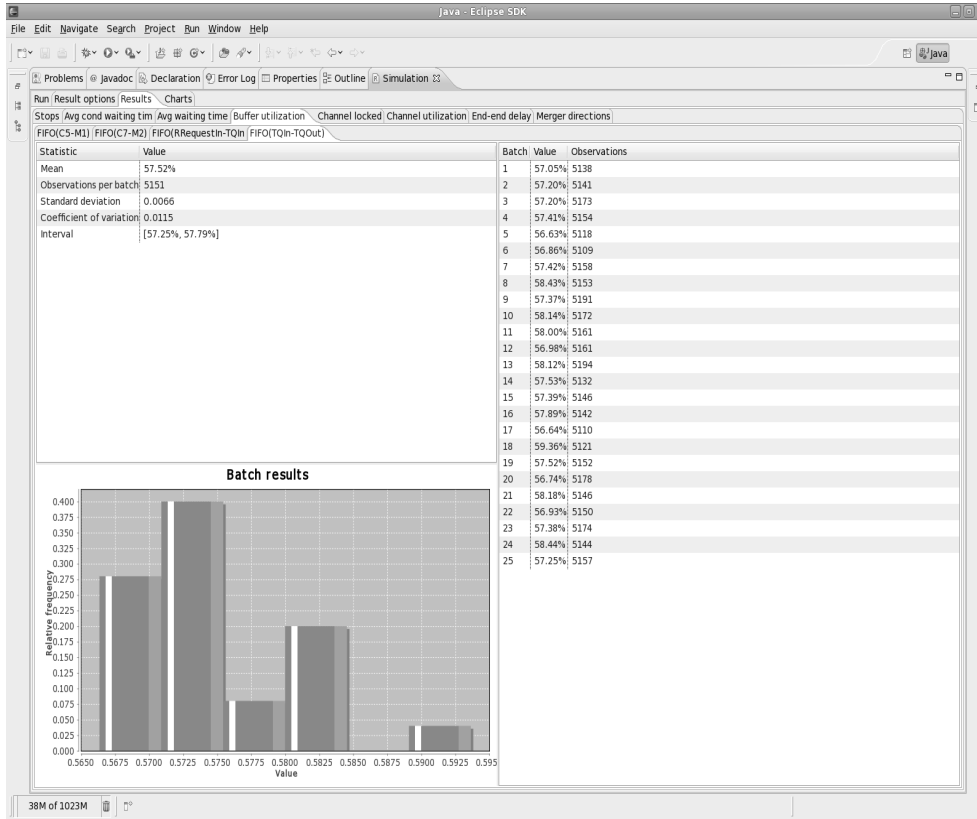 Java - Eclipse SDK
File Edit Navigate Search Project Run Window Help
Java
Problems @ Javadoc Declaration Error Log Properties Outline Simulation
Run Result options Results Charts
Stops Avg cond waiting tim Avg waiting time Buffer utilization Channel locked Channel utilization End-end delay Merger directions
FIFO(C5-M1) FIFO(C7-M2) FIFO(RRequestIn-TQIn FIFO(TQIn-TQOut)
Statistic Value
Mean 57.52%
Observations per batch 5151
Standard deviation 0.0066
Coefficient of variation 0.0115
Interval [57.25%, 57.79%]
Batch Value Observations
1 57.05% 5138
2 57.20% 5141
3 57.20% 5173
4 57.41% 5154
5 56.63% 5118
6 56.86% 5109
7 57.42% 5158
8 58.43% 5153
9 57.37% 5191
10 58.14% 5172
11 58.00% 5161
12 56.98% 5161
13 58.12% 5194
14 57.53% 5132
15 57.39% 5146
16 57.89% 5142
17 56.64% 5110
18 59.36% 5121
19 57.52% 5152
20 56.74% 5178
21 58.18% 5146
22 56.93% 5150
23 57.38% 5174
24 58.44% 5144
25 57.25% 5157
Batch results
Relative frequency
0.400
0.375
0.350
0.325
0.300
0.275
0.250
0.225
0.200
0.175
0.150
0.125
0.100
0.075
0.050
0.025
0.000
0.5650 0.5675 0.5700 0.5725 0.5750 0.5775 0.5800 0.5825 0.5850 0.5875 0.5900 0.5925 0.595
Value
38M of 1023M